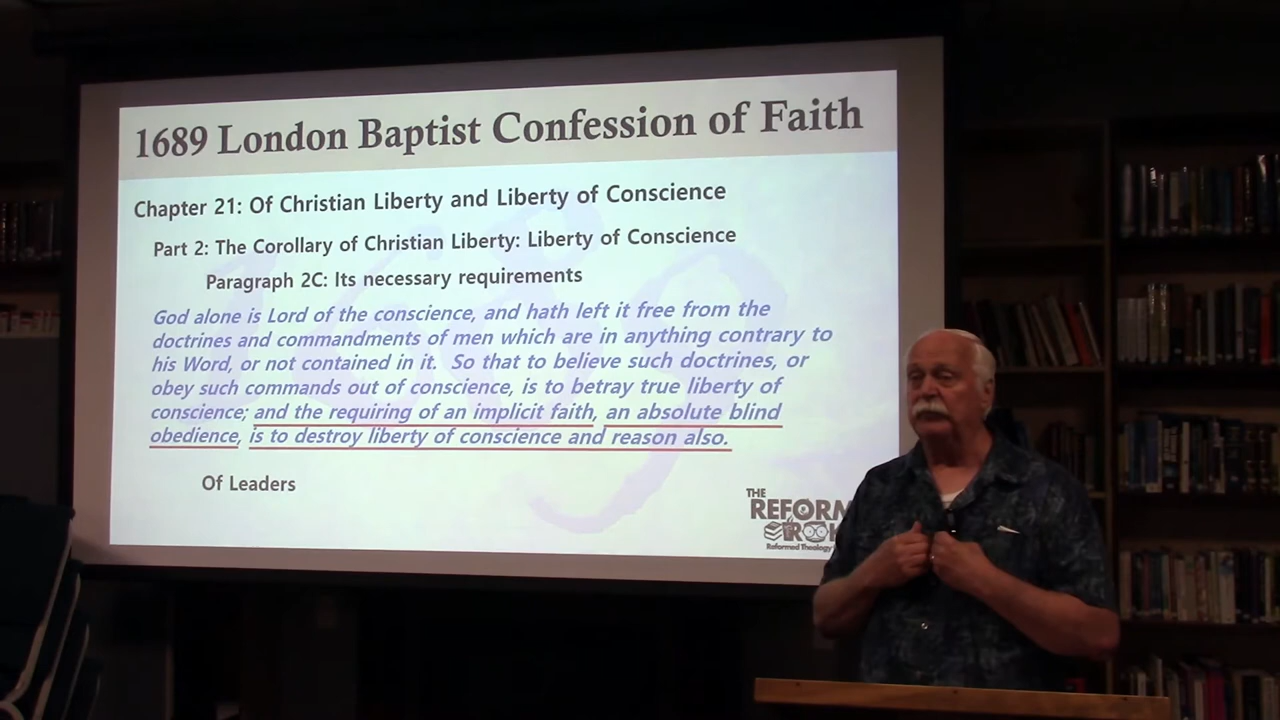 1689 London Baptist Confession of Faith
Chapter 21: Of Christian Liberty and Liberty of Conscience
Part 2: The Corollary of Christian Liberty: Liberty of Conscience
Paragraph 2C: Its necessary requirements
God alone is Lord of the conscience, and hath left it free from the
doctrines and commandments of men which are in anything contrary to
his Word, or not contained in it. So that to believe such doctrines, or
obey such commands out of conscience, is to betray true liberty of
conscience; and the requiring of an implicit faith, an absolute blind
obedience, is to destroy liberty of conscience and reason also.
Of Leaders
THE
REFORM
Reformed Theology